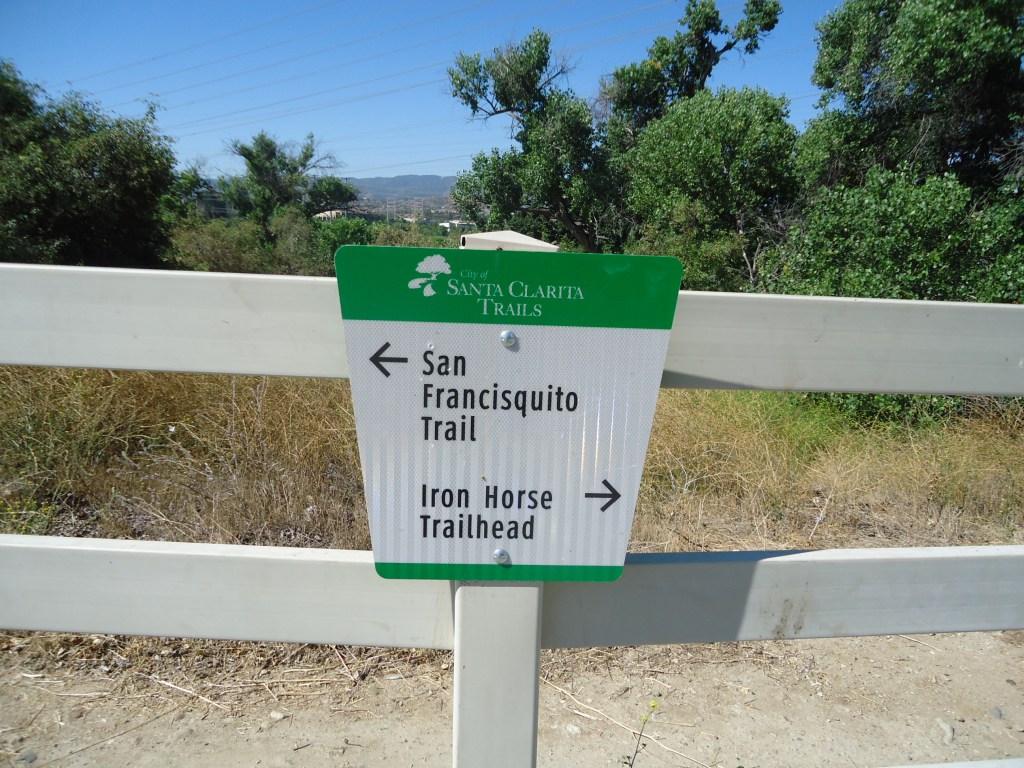 City of
SANTA CLARITA
TRAILS
← San
Francisquito
Trail
Iron Horse →
Trailhead